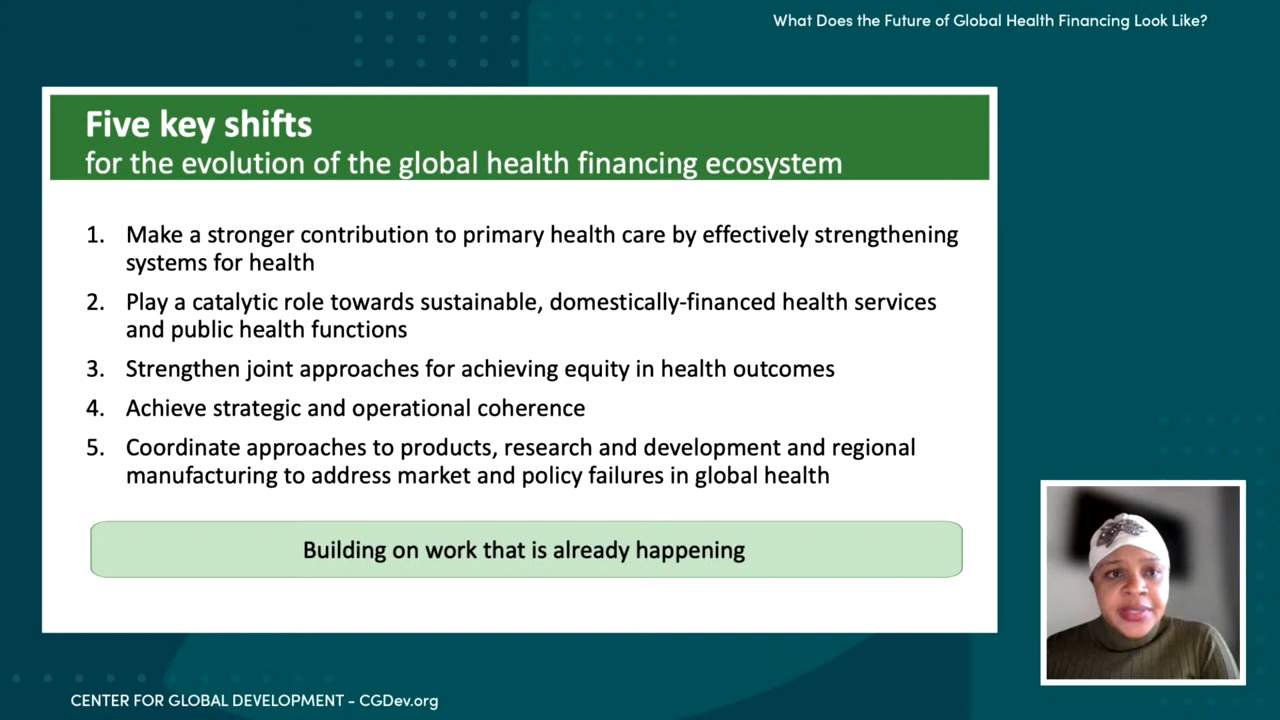 What Does the Future of Global Health Financing Look Like?
Five key shifts
for the evolution of the global health financing ecosystem
1. Make a stronger contribution to primary health care by effectively strengthening
systems for health
2. Play a catalytic role towards sustainable, domestically-financed health services
and public health functions
3. Strengthen joint approaches for achieving equity in health outcomes
4. Achieve strategic and operational coherence
5. Coordinate approaches to products, research and development and regional
manufacturing to address market and policy failures in global health
Building on work that is already happening
CENTER FOR GLOBAL DEVELOPMENT - CGDev.org